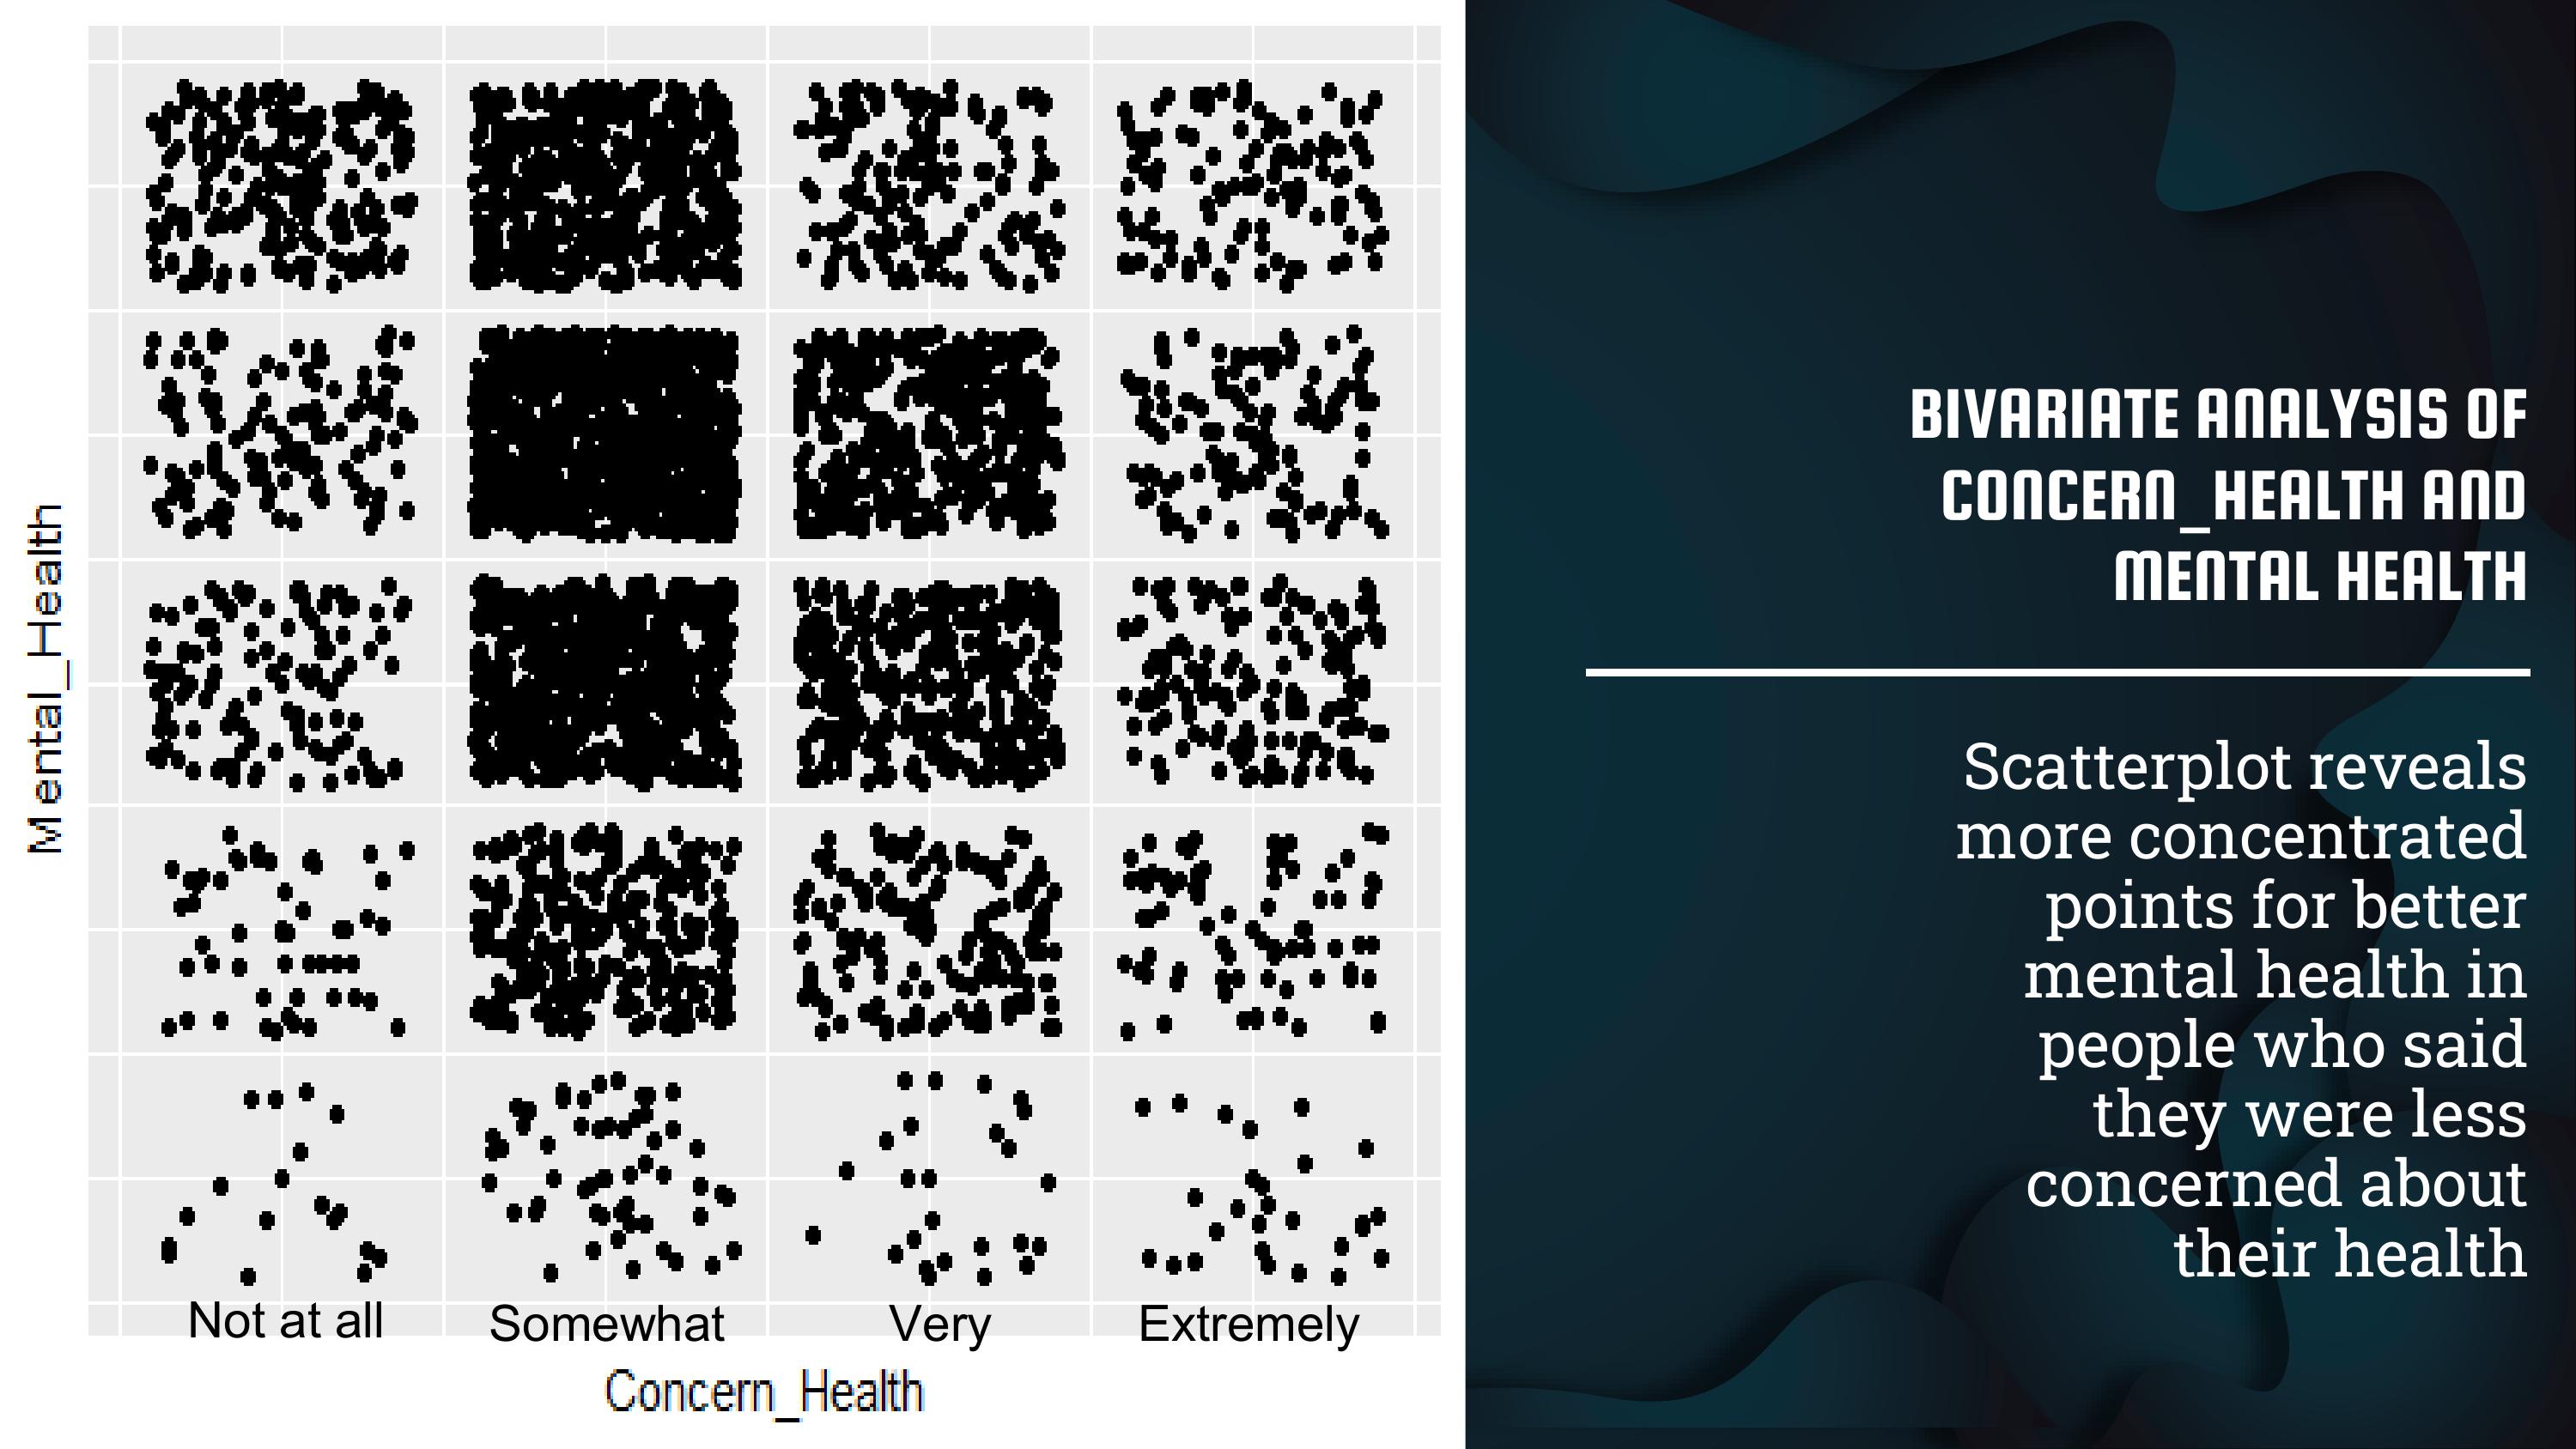 Mental_Health
Not at all
Somewhat
Very
Extremely
Concern_Health
BIVARIATE ANALYSIS OF
CONCERN_HEALTH AND
MENTAL HEALTH
Scatterplot reveals
more concentrated
points for better
mental health in
people who said
they were less
concerned about
their health